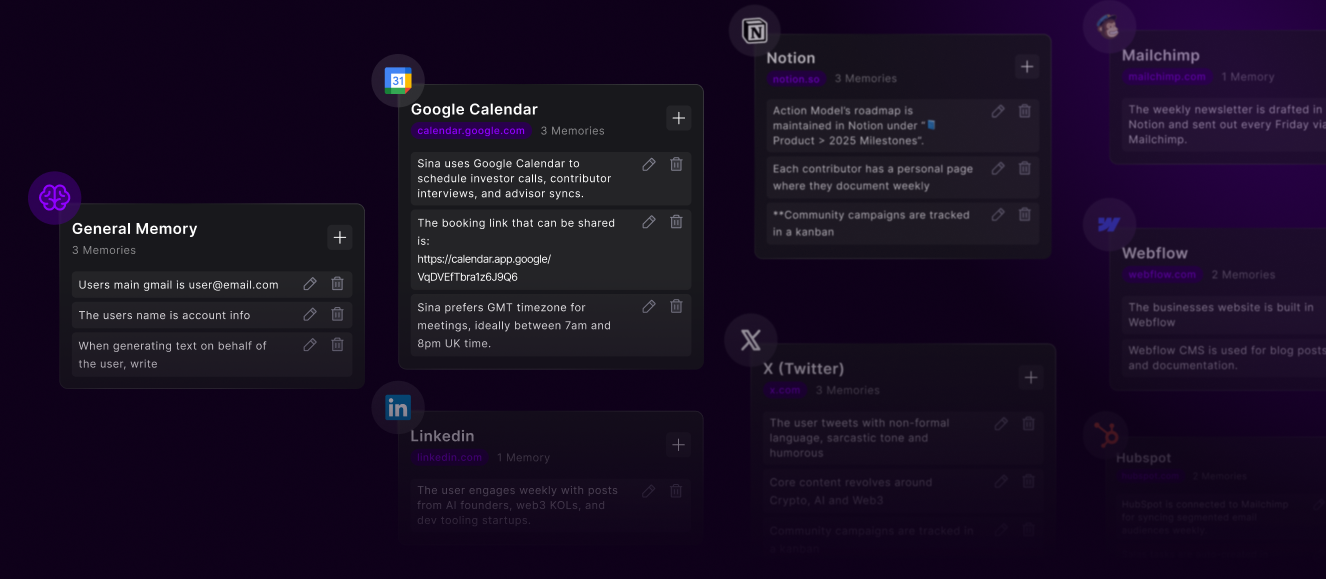 General Memory
3 Memories
Users main gmail is user@email.com
The users name is account info
When generating text on behalf of
the user, write
31
Google Calendar
calendar.google.com 3 Memories
Sina uses Google Calendar to
schedule investor calls, contributor
interviews, and advisor syncs.
The booking link that can be shared
is:
https://calendar.app.google/
VqDVEfTbra1z6J9Q6
Sina prefers GMT timezone for
meetings, ideally between 7am and
8pm UK time.
in
Linkedin
linkedin.com 1 Memory
The user engages weekly with posts
from AI founders, web3 KOLs, and
dev tooling startups.
Notion
notion.so 3 Memories
Action Model's roadmap is
maintained in Notion under "📘
Product > 2025 Milestones".
Each contributor has a personal page
where they document weekly
**Community campaigns are tracked
in a kanban
X (Twitter)
x.com 3 Memories
The user tweets with non-formal
language, sarcastic tone and
humorous
Core content revolves around
Crypto, AI and Web3
Community campaigns are tracked in
a kanban
Mailchimp
mailchimp.com 1 Memory
The weekly newsletter is drafted in
Notion and sent out every Friday via
Mailchimp.
Webflow
webflow.com 2 Memories
The businesses website is built in
Webflow
Webflow CMS is used for blog posts
and documentation.
Hubspot
Memories
HubSpot is connected to Mailchimp
for syncing segmented email
audiences weekly.